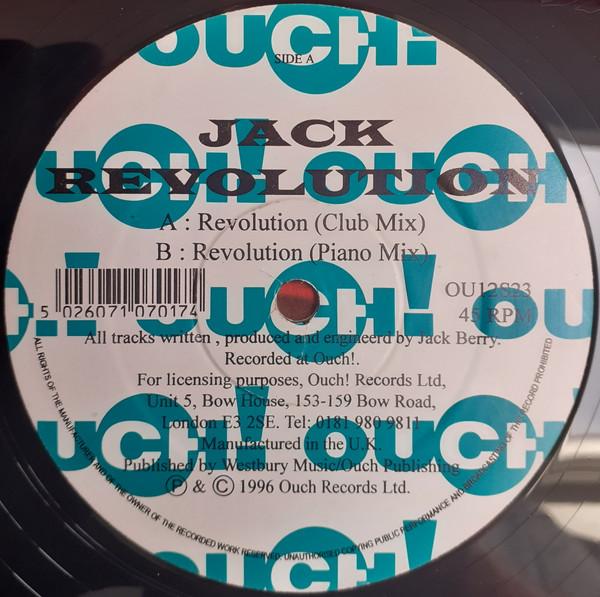 OUCH!
SIDE A
JACK
REVOLUTION
A : Revolution (Club Mix)
B : Revolution (Piano Mix)
OUCH!
5 026071 070174
OU12S23
45 RPM
All tracks written , produced and engineerd by Jack Berry.
Recorded at Ouch!.
For licensing purposes, Ouch! Records Ltd,
Unit 5, Bow House, 153-159 Bow Road,
London E3 2SE. Tel: 0181 980 9811
Manufactured in the U.K.
Published by Westbury Music/Ouch Publishing
Ⓟ & © 1996 Ouch Records Ltd.
ALL RIGHTS OF THE MANUFACTURER AND OF THE OWNER OF THE RECORDED WORK RESERVED. UNAUTHORISED COPYING PUBLIC PERFORMANCE AND BROADCASTING OF THE RECORD PROHIBITED